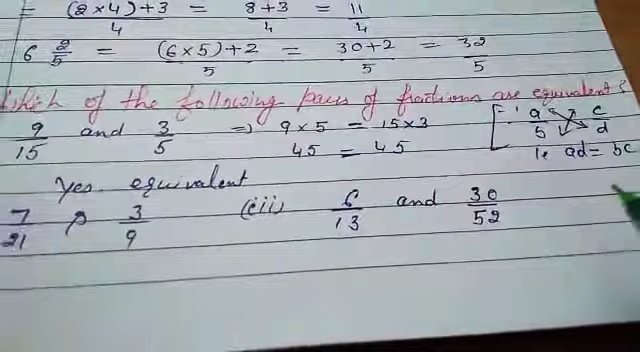 = (2×4)+3 / 4 = 8+3 / 4 = 11 / 4
6 2/5 = (6×5)+2 / 5 = 30+2 / 5 = 32 / 5
Which of the following pairs of fractions are equivalent?
9/15 and 3/5 => 9×5 = 15×3 [ a/b c/d
45 = 45 ie ad = bc
Yes equivalent
7/21 3/9 (iii) 6/13 and 30/52